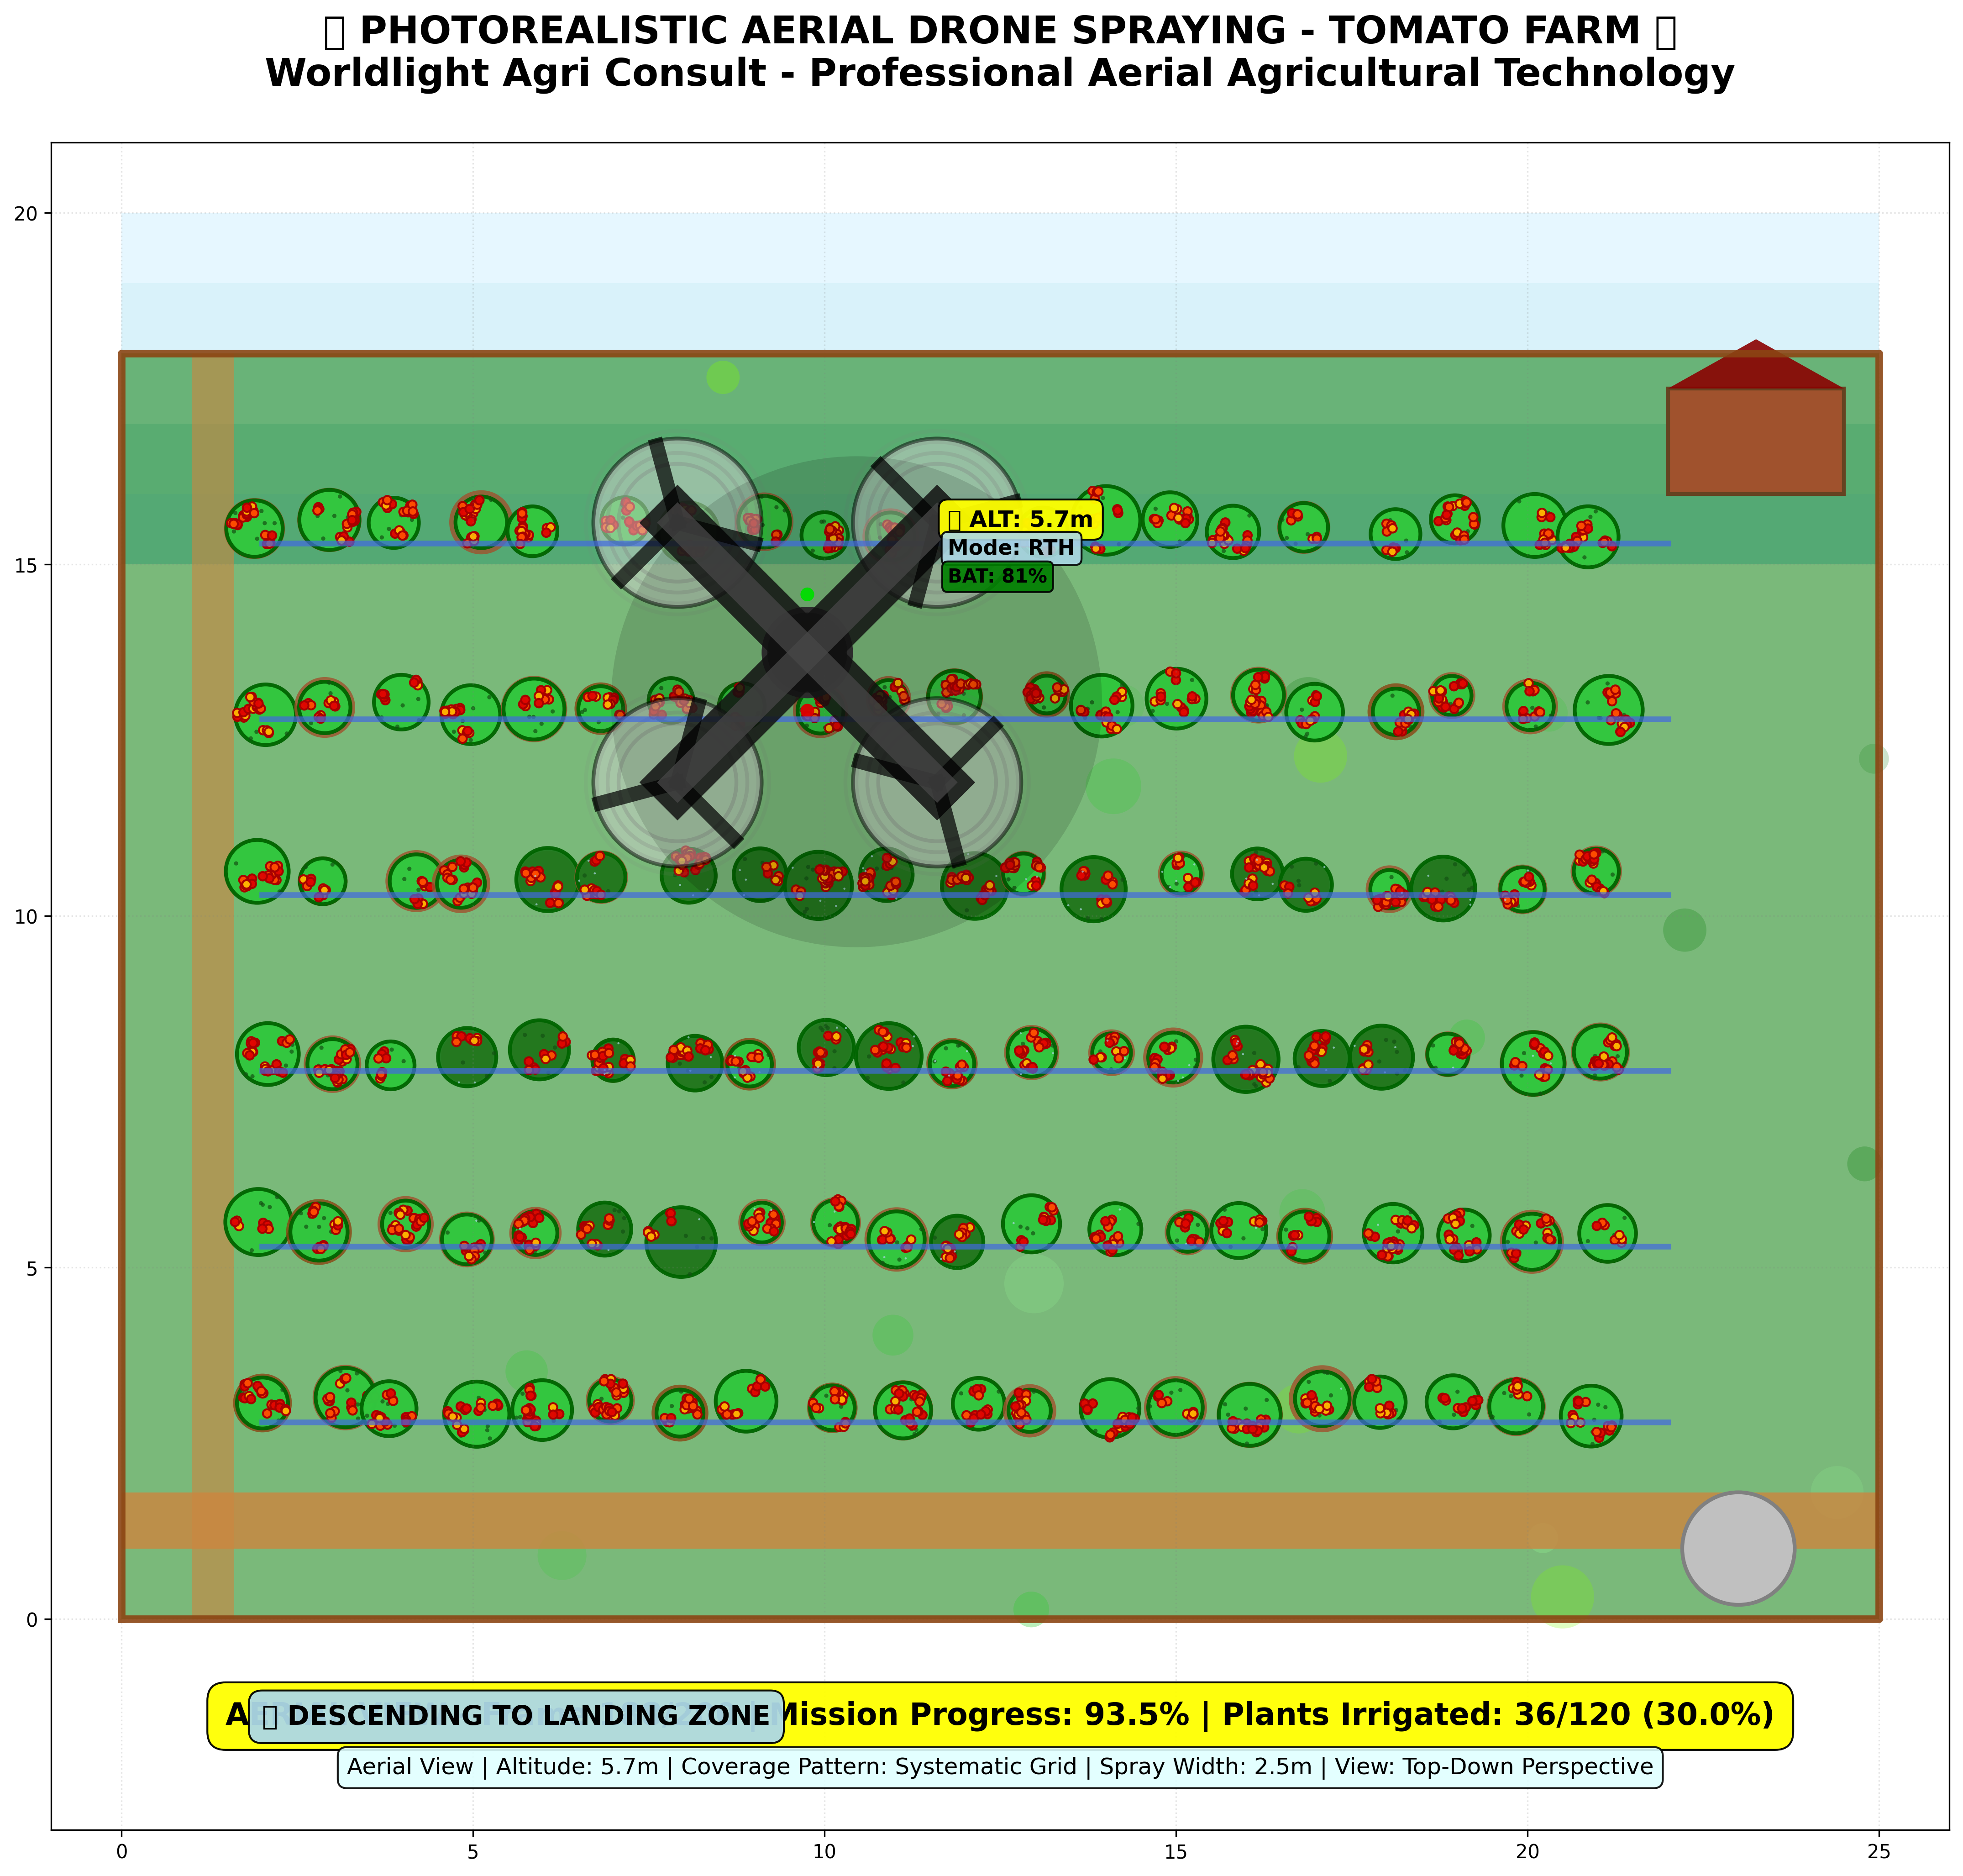 PHOTOREALISTIC AERIAL DRONE SPRAYING - TOMATO FARM
Worldlight Agri Consult - Professional Aerial Agricultural Technology
20
15
10
5
0
ALT: 5.7m
Mode: RTH
BAT: 81%
DESCENDING TO LANDING ZONE
Mission Progress: 93.5% | Plants Irrigated: 36/120 (30.0%)
Aerial View | Altitude: 5.7m | Coverage Pattern: Systematic Grid | Spray Width: 2.5m | View: Top-Down Perspective
0 5 10 15 20 25